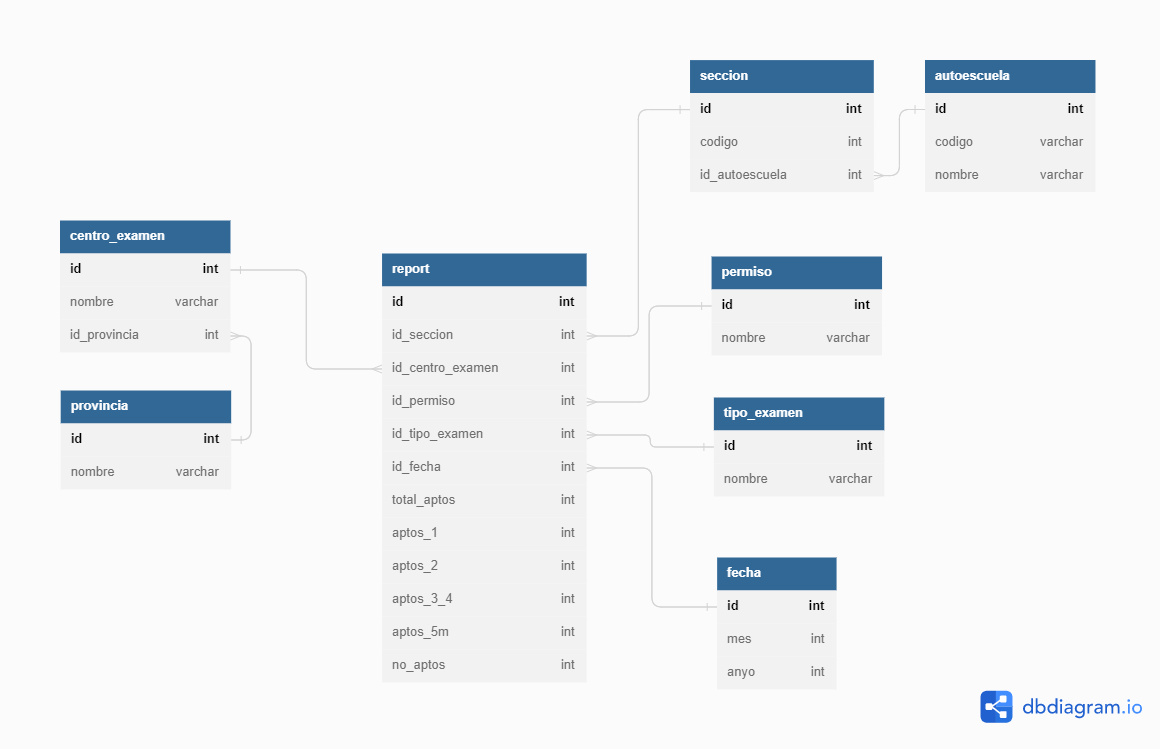 seccion
id int
codigo int
id_autoescuela int
autoescuela
id int
codigo varchar
nombre varchar
centro_examen
id int
nombre varchar
id_provincia int
provincia
id int
nombre varchar
report
id int
id_seccion int
id_centro_examen int
id_permiso int
id_tipo_examen int
id_fecha int
total_aptos int
aptos_1 int
aptos_2 int
aptos_3_4 int
aptos_5m int
no_aptos int
permiso
id int
nombre varchar
tipo_examen
id int
nombre varchar
fecha
id int
mes int
anyo int
dbdiagram.io